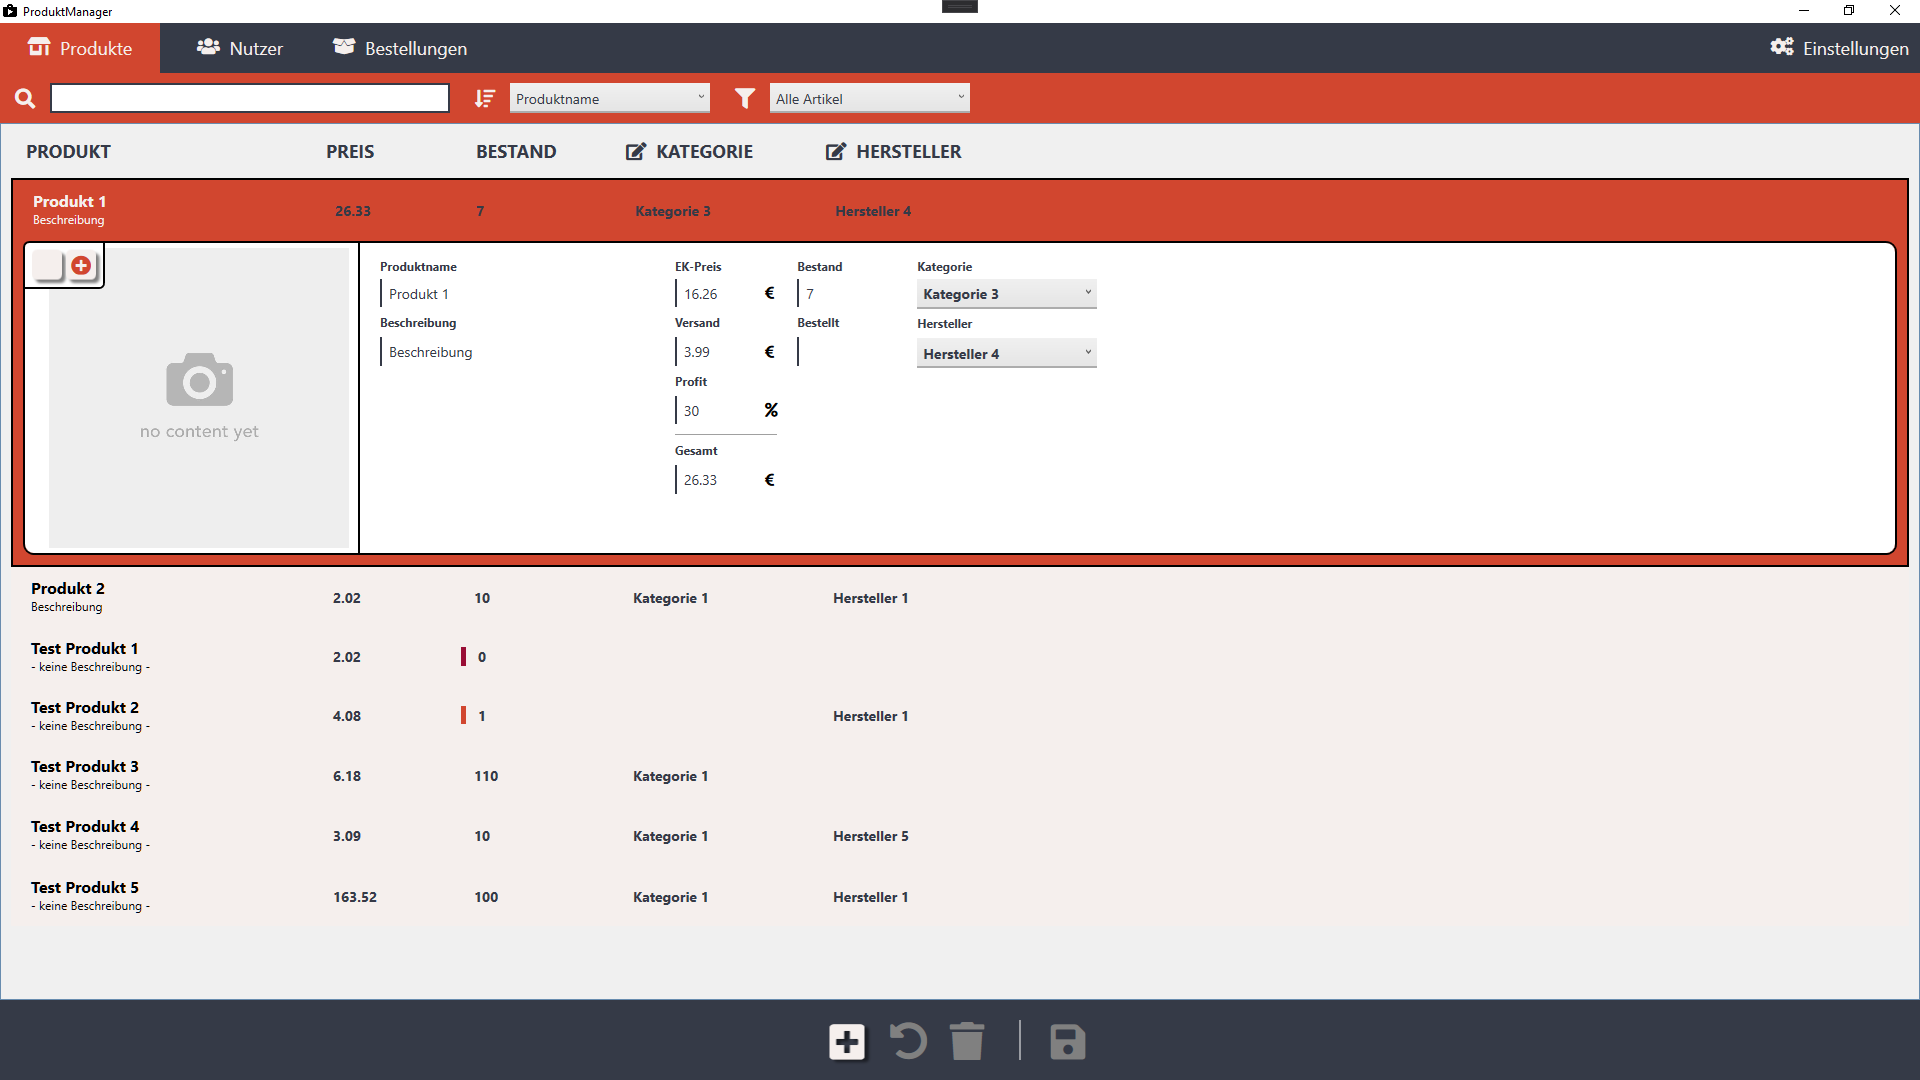 ProduktManager
Produkte Nutzer Bestellungen Einstellungen
Produktname Alle Artikel
PRODUKT PREIS BESTAND KATEGORIE HERSTELLER
Produkt 1
Beschreibung
26.33 7 Kategorie 3 Hersteller 4
Produktname EK-Preis Bestand Kategorie
Produkt 1 16.26 € 7 Kategorie 3
Beschreibung Versand Bestellt Hersteller
Beschreibung 3.99 € Hersteller 4
Profit
30 %
no content yet
Gesamt
26.33 €
Produkt 2
Beschreibung
2.02 10 Kategorie 1 Hersteller 1
Test Produkt 1
- keine Beschreibung -
2.02 0
Test Produkt 2
- keine Beschreibung -
4.08 1 Hersteller 1
Test Produkt 3
- keine Beschreibung -
6.18 110 Kategorie 1
Test Produkt 4
- keine Beschreibung -
3.09 10 Kategorie 1 Hersteller 5
Test Produkt 5
- keine Beschreibung -
163.52 100 Kategorie 1 Hersteller 1